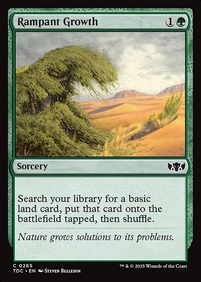 Rampant Growth 1
Sorcery
Search your library for a basic
land card, put that card onto the
battlefield tapped, then shuffle.
Nature grows solutions to its problems.
C 0265
TDC • EN Steven Belledin
™ & © 2025 Wizards of the Coast